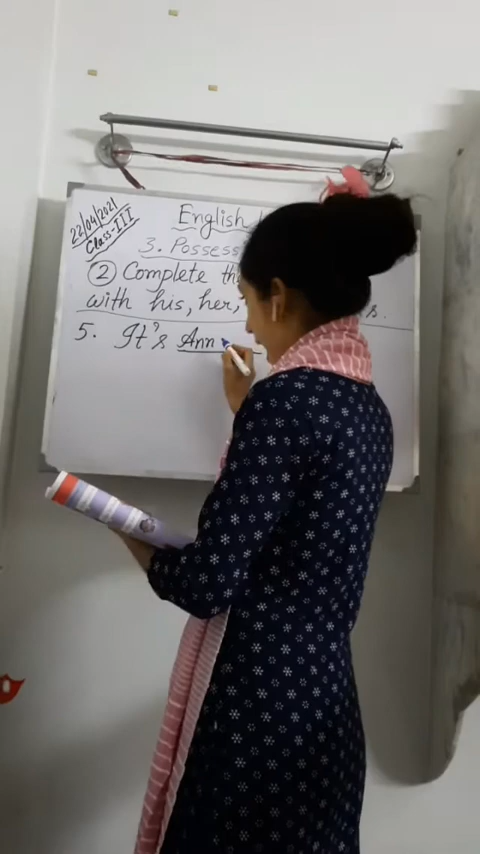 22/04/2021
Class-III
English
3. Possess
② Complete th
with his, her, s.
5. It's Ann